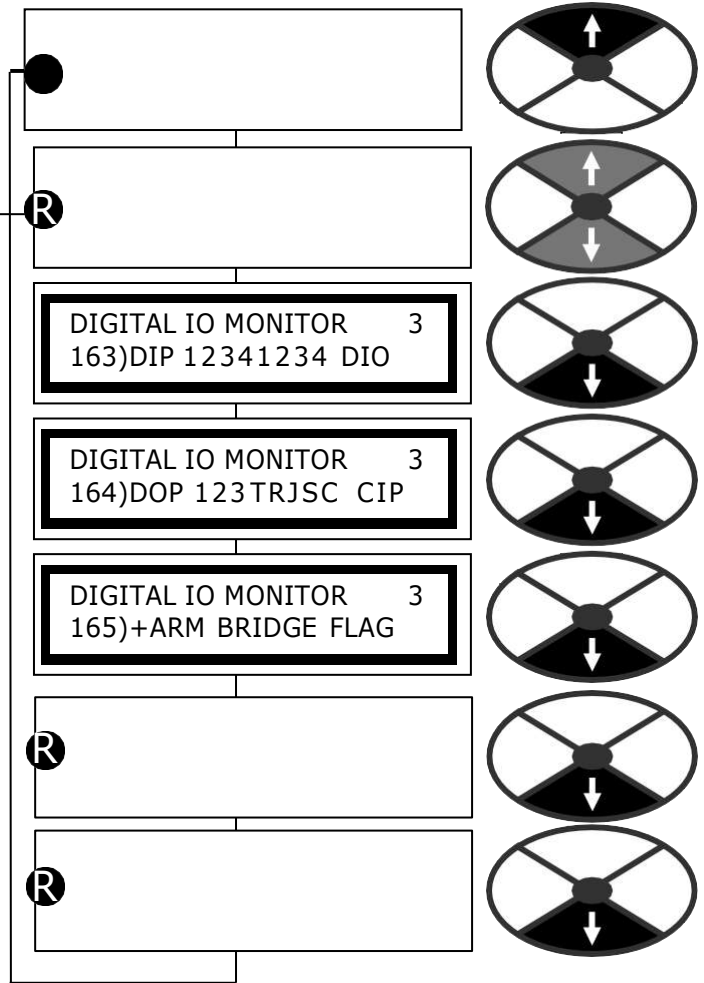 R
DIGITAL IO MONITOR 3
163)DIP 12341234 DIO
DIGITAL IO MONITOR 3
164)DOP 123TRJSC CIP
DIGITAL IO MONITOR 3
165)+ARM BRIDGE FLAG
R
R